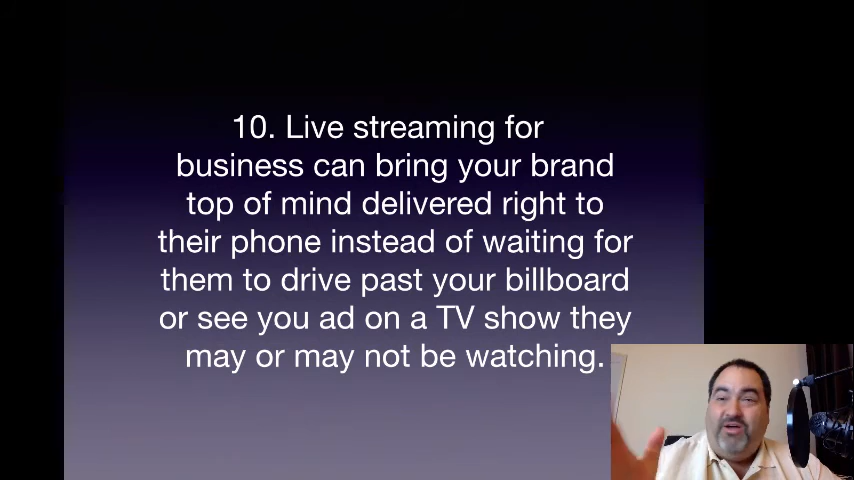 10. Live streaming for
business can bring your brand
top of mind delivered right to
their phone instead of waiting for
them to drive past your billboard
or see you ad on a TV show they
may or may not be watching.